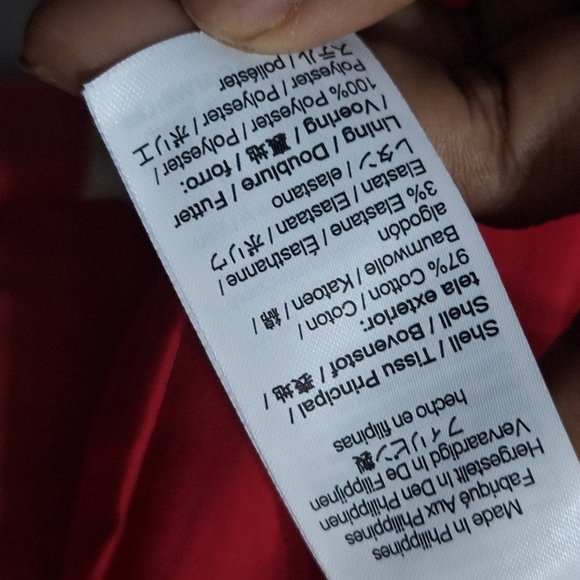 Made In Philippines
Fabriqué Aux Philippines
Hergestellt In Den Philippinen
Vervaardigd In De Filippijnen
フィリピン製
hecho en filipinas
Shell / Tissu Principal /
Shell / Bovenstof / 表地 /
tela exterior:
97% Cotton / Coton /
Baumwolle / Katoen / 綿 /
algodón
3% Elastane / Élasthanne /
Elastan / Elastaan / ポリウ
レタン / elastano
Lining / Doublure / Futter
/ Voering / 裏地 / forro:
100% Polyester / Polyester /
Polyester / Polyester / ポリエ
ステル / poliéster